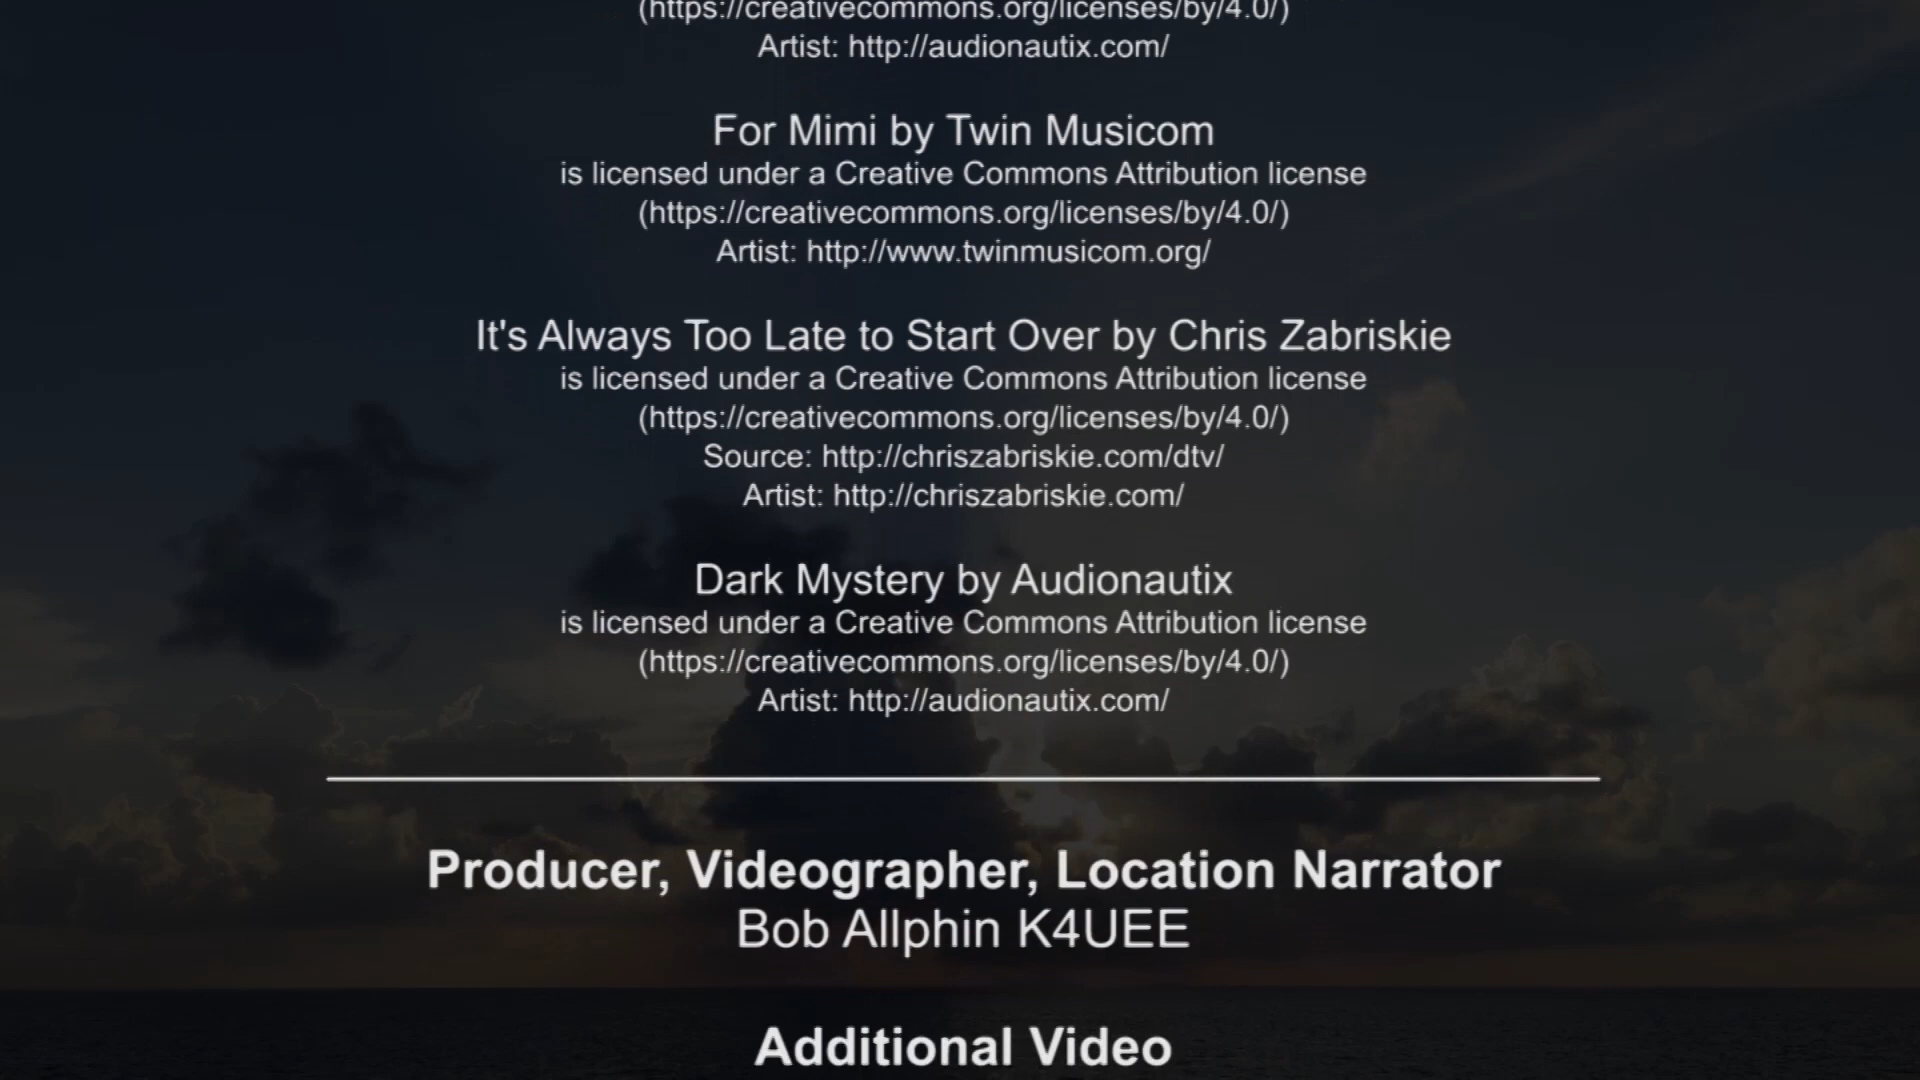 (https://creativecommons.org/licenses/by/4.0/)
Artist: http://audionautix.com/
For Mimi by Twin Musicom
is licensed under a Creative Commons Attribution license
(https://creativecommons.org/licenses/by/4.0/)
Artist: http://www.twinmusicom.org/
It's Always Too Late to Start Over by Chris Zabriskie
is licensed under a Creative Commons Attribution license
(https://creativecommons.org/licenses/by/4.0/)
Source: http://chriszabriskie.com/dtv/
Artist: http://chriszabriskie.com/
Dark Mystery by Audionautix
is licensed under a Creative Commons Attribution license
(https://creativecommons.org/licenses/by/4.0/)
Artist: http://audionautix.com/
Producer, Videographer, Location Narrator
Bob Allphin K4UEE
Additional Video